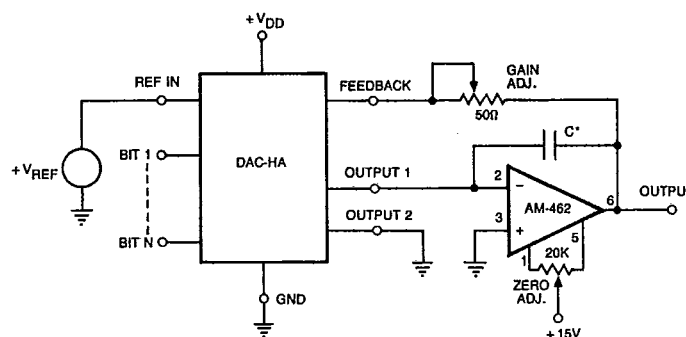 +VDD
REF IN
FEEDBACK
GAIN
ADJ.
50Ω
C*
BIT 1
+VREF
DAC-HA
OUTPUT 1
2
−
AM-462
6
OUTPU
OUTPUT 2
3
+
5
BIT N
1
20K
ZERO
ADJ.
GND
+15V